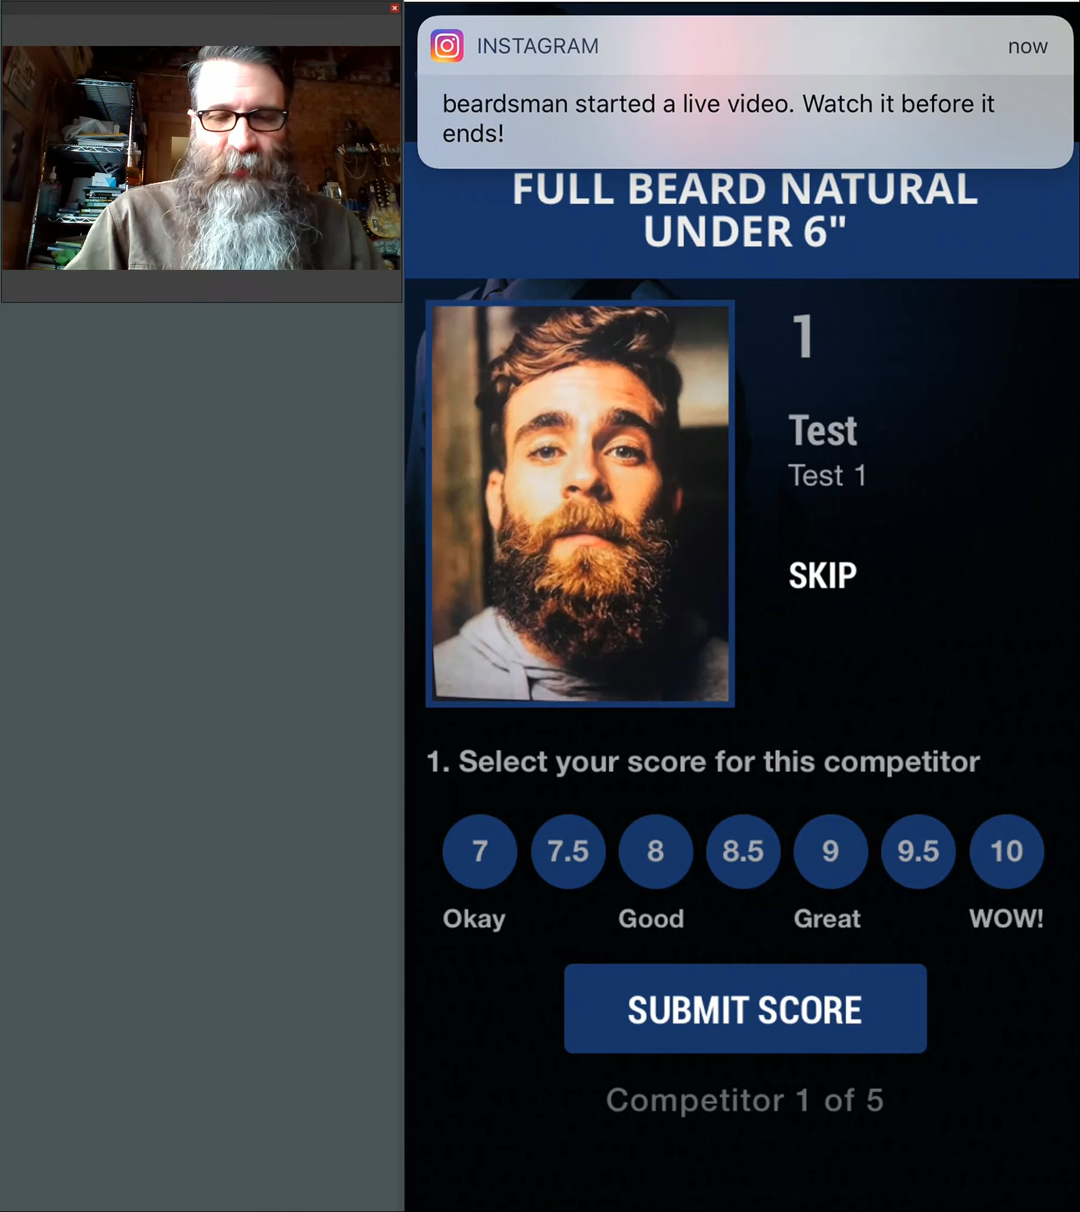 INSTAGRAM
now
beardsman started a live video. Watch it before it
ends!
FULL BEARD NATURAL
UNDER 6"
1
Test
Test 1
SKIP
1. Select your score for this competitor
7 7.5 8 8.5 9 9.5 10
Okay Good Great WOW!
SUBMIT SCORE
Competitor 1 of 5